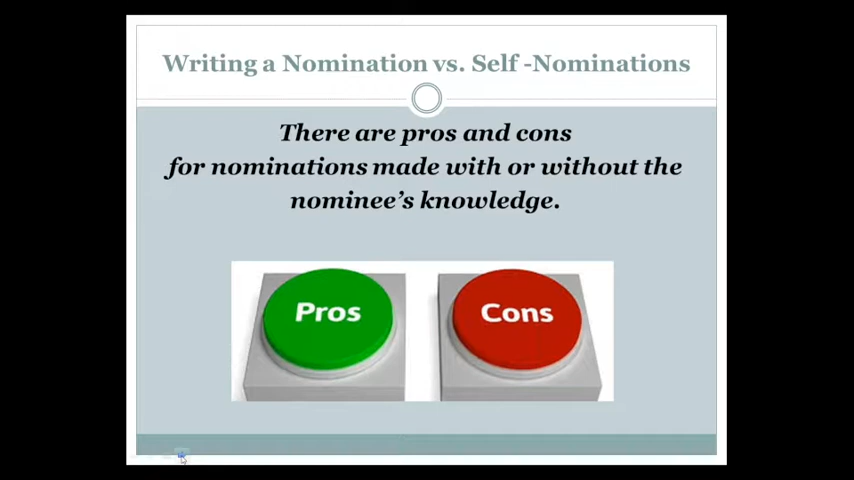 Writing a Nomination vs. Self -Nominations
There are pros and cons
for nominations made with or without the
nominee's knowledge.
Pros
Cons